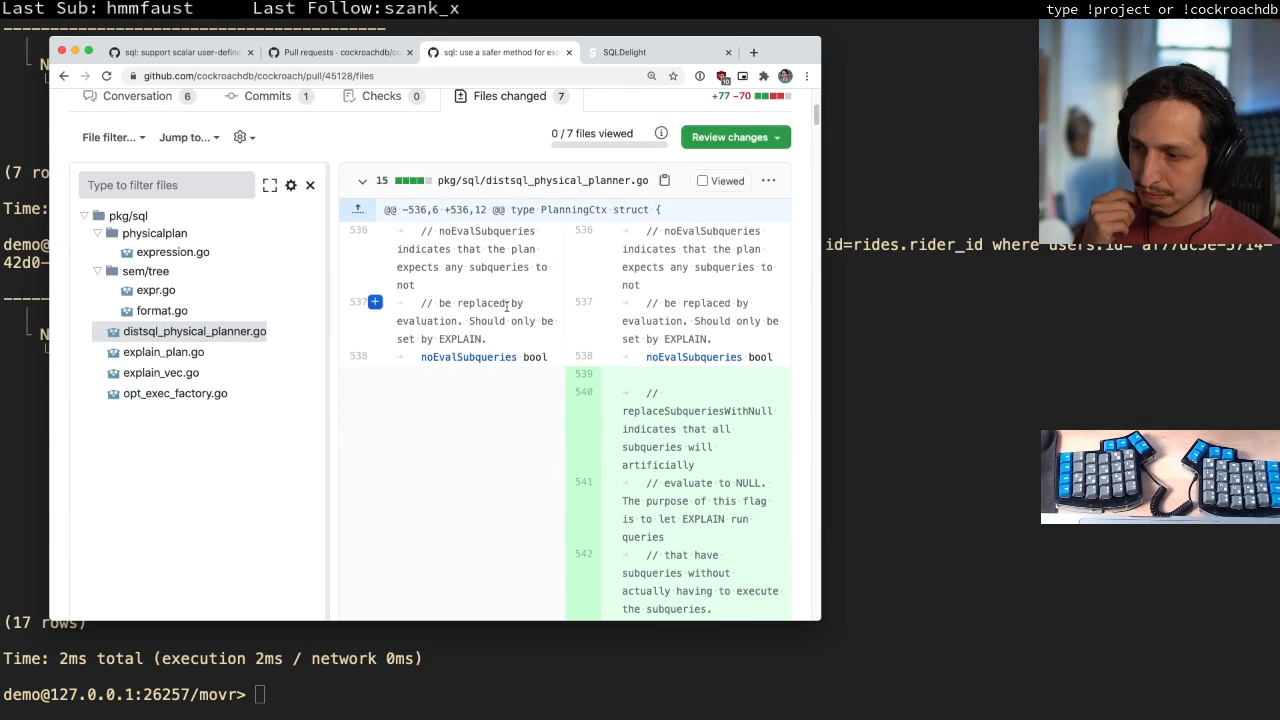 Last Sub: hmmfaust Last Follow:szank_x type !project or !cockroachdb
sql: support scalar user-define
Pull requests · cockroachdb/co
sql: use a safer method for exp
SQLDelight
github.com/cockroachdb/cockroach/pull/45128/files
Conversation 6 Commits 1 Checks 0 Files changed 7 +77 −70
File filter... Jump to... 0 / 7 files viewed Review changes
Type to filter files
pkg/sql
physicalplan
expression.go
sem/tree
expr.go
format.go
distsql_physical_planner.go
explain_plan.go
explain_vec.go
opt_exec_factory.go
15 pkg/sql/distsql_physical_planner.go Viewed
@@ -536,6 +536,12 @@ type PlanningCtx struct {
536 // noEvalSubqueries
indicates that the plan
expects any subqueries to
not
537 // be replaced by
evaluation. Should only be
set by EXPLAIN.
538 noEvalSubqueries bool
536 // noEvalSubqueries
indicates that the plan
expects any subqueries to
not
537 // be replaced by
evaluation. Should only be
set by EXPLAIN.
538 noEvalSubqueries bool
539
540 //
replaceSubqueriesWithNull
indicates that all
subqueries will
artificially
541 // evaluate to NULL.
The purpose of this flag
is to let EXPLAIN run
queries
542 // that have
subqueries without
actually having to execute
the subqueries.
N
(7 ro
Time:
demo@ id=rides.rider_id where users.id=
42d0-
N
(17 rows)
Time: 2ms total (execution 2ms / network 0ms)
demo@127.0.0.1:26257/movr>